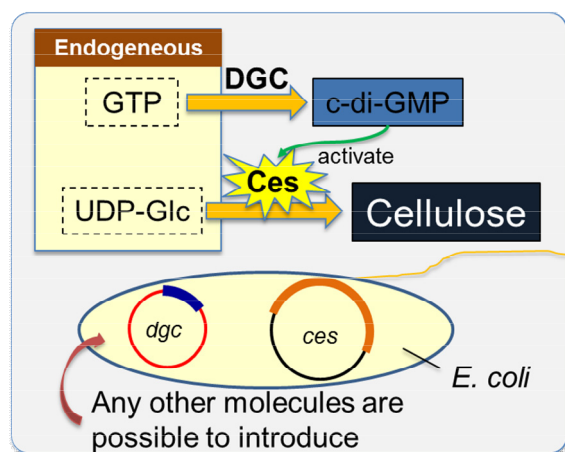 Endogeneous
DGC
GTP
c-di-GMP
activate
Ces
UDP-Glc
Cellulose
dgc
ces
E. coli
Any other molecules are
possible to introduce